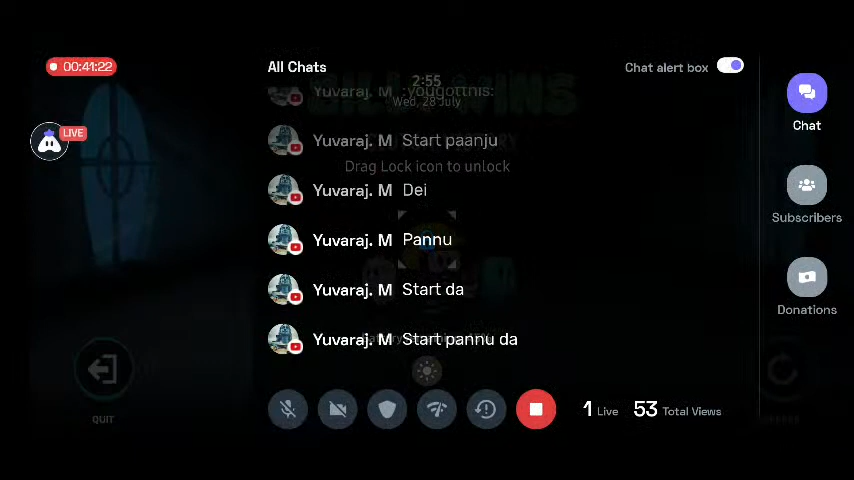 00:41:22
All Chats
2:55
Chat alert box
LIVE
Yuvaraj. M :yougotthis:
Wed, 28 July
Chat
Yuvaraj. M Start paanju
Drag Lock icon to unlock
Yuvaraj. M Dei
Subscribers
Yuvaraj. M Pannu
Yuvaraj. M Start da
Donations
Yuvaraj. M Start pannu da
QUIT
1 Live
53 Total Views